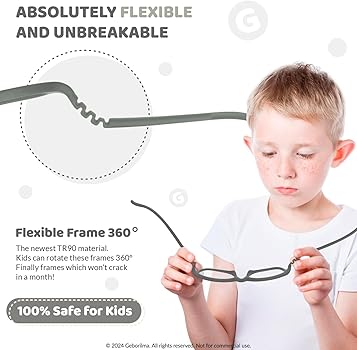 ABSOLUTELY FLEXIBLE
AND UNBREAKABLE
G
G
Flexible Frame 360°
The newest TR90 material.
Kids can rotate these frames 360°
Finally frames which won't crack
in a month!
100% Safe for Kids
© 2024 Geborilma. All rights reserved. Not for commercial use.